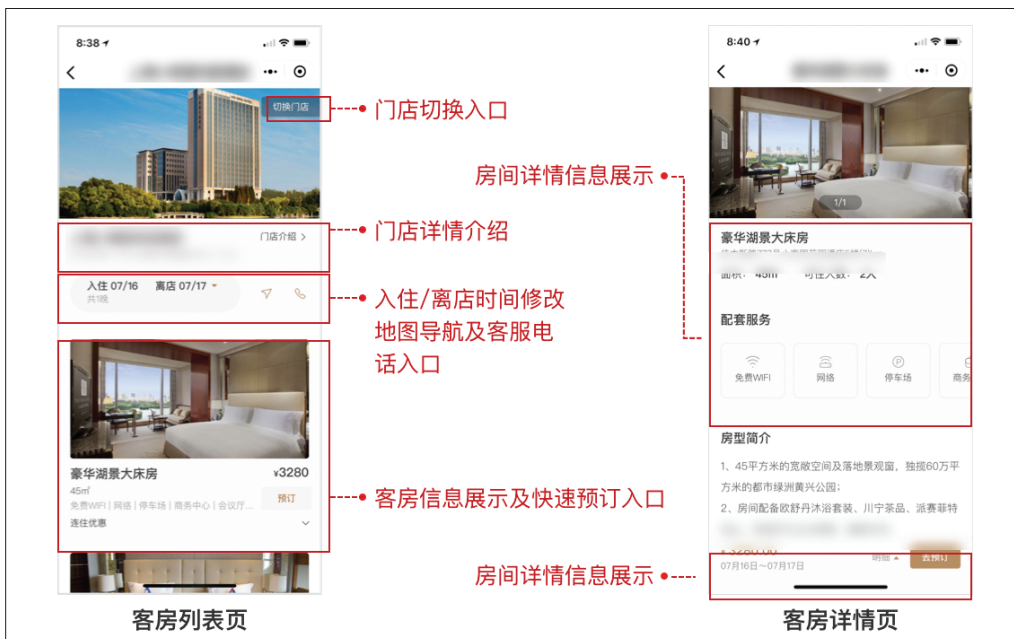 8:38
切换门店
门店介绍 >
入住 07/16 离店 07/17
共1晚
豪华湖景大床房
¥3280
45㎡
免费WIFI | 网络 | 停车场 | 商务中心 | 会议厅...
预订
连住优惠
客房列表页
门店切换入口
门店详情介绍
入住/离店时间修改
地图导航及客服电
话入口
客房信息展示及快速预订入口
房间详情信息展示
房间详情信息展示
8:40
1/1
豪华湖景大床房
面积: 45㎡ 可住人数: 2人
配套服务
免费WIFI
网络
停车场
商务
房型简介
1、45平方米的宽敞空间及落地景观窗，独揽60万平
方米的都市绿洲黄兴公园；
2、房间配备欧舒丹沐浴套装、川宁茶品、派赛菲特
¥ 3280.00
明细
去预订
07月16日～07月17日
客房详情页